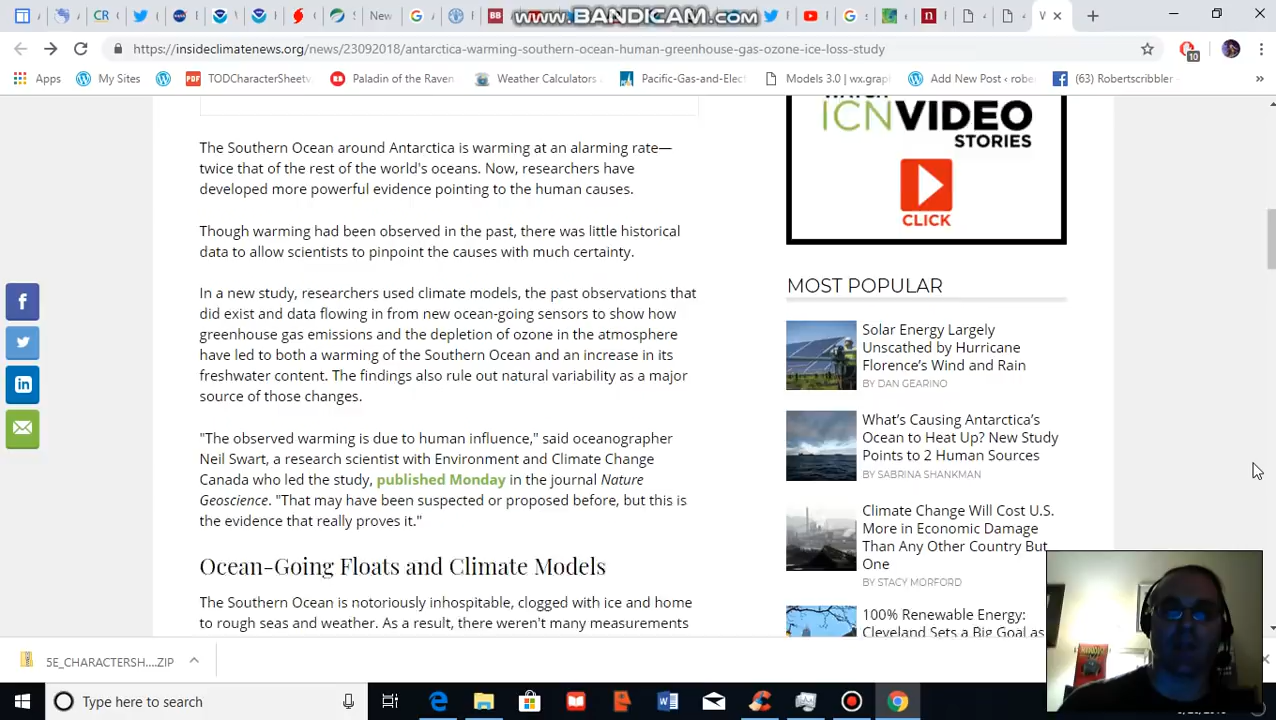 www.BANDICAM.com
New
CR
BB
https://insideclimatenews.org/news/23092018/antarctica-warming-southern-ocean-human-greenhouse-gas-ozone-ice-loss-study
10
Apps
My Sites
TODCharacterSheetv
Paladin of the Raven
Weather Calculators
Pacific-Gas-and-Elect
Models 3.0 | wx.grap
Add New Post ‹ robe
(63) Robertscribbler
»
ICNVIDEO
STORIES
CLICK
The Southern Ocean around Antarctica is warming at an alarming rate—
twice that of the rest of the world's oceans. Now, researchers have
developed more powerful evidence pointing to the human causes.
Though warming had been observed in the past, there was little historical
data to allow scientists to pinpoint the causes with much certainty.
In a new study, researchers used climate models, the past observations that
did exist and data flowing in from new ocean-going sensors to show how
greenhouse gas emissions and the depletion of ozone in the atmosphere
have led to both a warming of the Southern Ocean and an increase in its
freshwater content. The findings also rule out natural variability as a major
source of those changes.
"The observed warming is due to human influence," said oceanographer
Neil Swart, a research scientist with Environment and Climate Change
Canada who led the study, published Monday in the journal Nature
Geoscience. "That may have been suspected or proposed before, but this is
the evidence that really proves it."
Ocean-Going Floats and Climate Models
The Southern Ocean is notoriously inhospitable, clogged with ice and home
to rough seas and weather. As a result, there weren't many measurements
MOST POPULAR
Solar Energy Largely
Unscathed by Hurricane
Florence's Wind and Rain
BY DAN GEARINO
What's Causing Antarctica's
Ocean to Heat Up? New Study
Points to 2 Human Sources
BY SABRINA SHANKMAN
Climate Change Will Cost U.S.
More in Economic Damage
Than Any Other Country But
One
BY STACY MORFORD
100% Renewable Energy:
Cleveland Sets a Big Goal as
5E_CHARACTERSH....ZIP
Type here to search